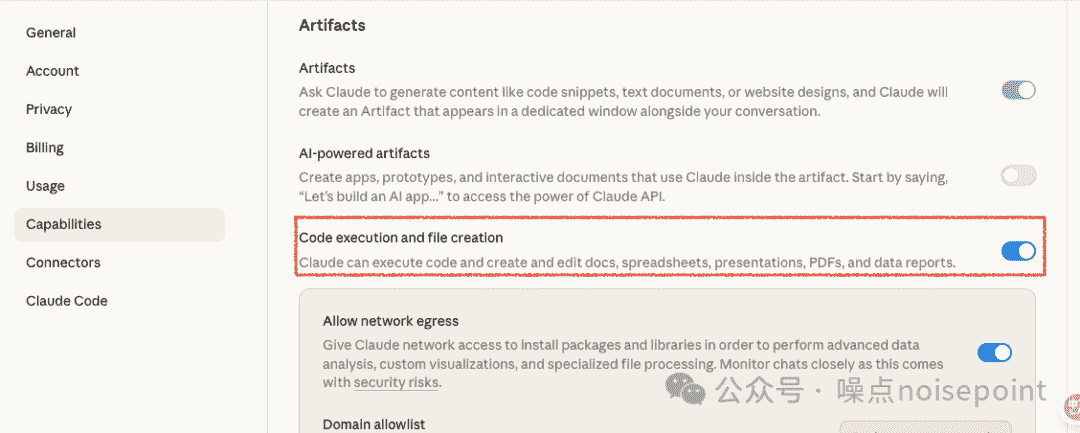 General
Account
Privacy
Billing
Usage
Capabilities
Connectors
Claude Code
Artifacts
Artifacts
Ask Claude to generate content like code snippets, text documents, or website designs, and Claude will
create an Artifact that appears in a dedicated window alongside your conversation.
AI-powered artifacts
Create apps, prototypes, and interactive documents that use Claude inside the artifact. Start by saying,
“Let’s build an AI app...” to access the power of Claude API.
Code execution and file creation
Claude can execute code and create and edit docs, spreadsheets, presentations, PDFs, and data reports.
Allow network egress
Give Claude network access to install packages and libraries in order to perform advanced data
analysis, custom visualizations, and specialized file processing. Monitor chats closely as this comes
with security risks.
公众号 · 噪点noisepoint
Domain allowlist